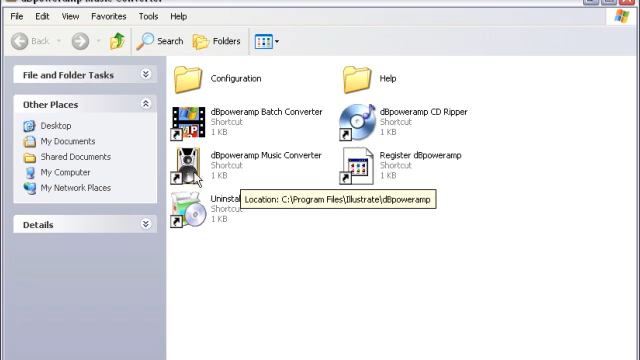 dBpoweramp Music Converter
File Edit View Favorites Tools Help
Back Search Folders
File and Folder Tasks
Other Places
Desktop
My Documents
Shared Documents
My Computer
My Network Places
Details
Configuration
Help
dBpoweramp Batch Converter
Shortcut
1 KB
dBpoweramp CD Ripper
Shortcut
1 KB
dBpoweramp Music Converter
Shortcut
1 KB
Register dBpoweramp
Shortcut
1 KB
Uninstal
Shortcut
1 KB
Location: C:\Program Files\Illustrate\dBpoweramp